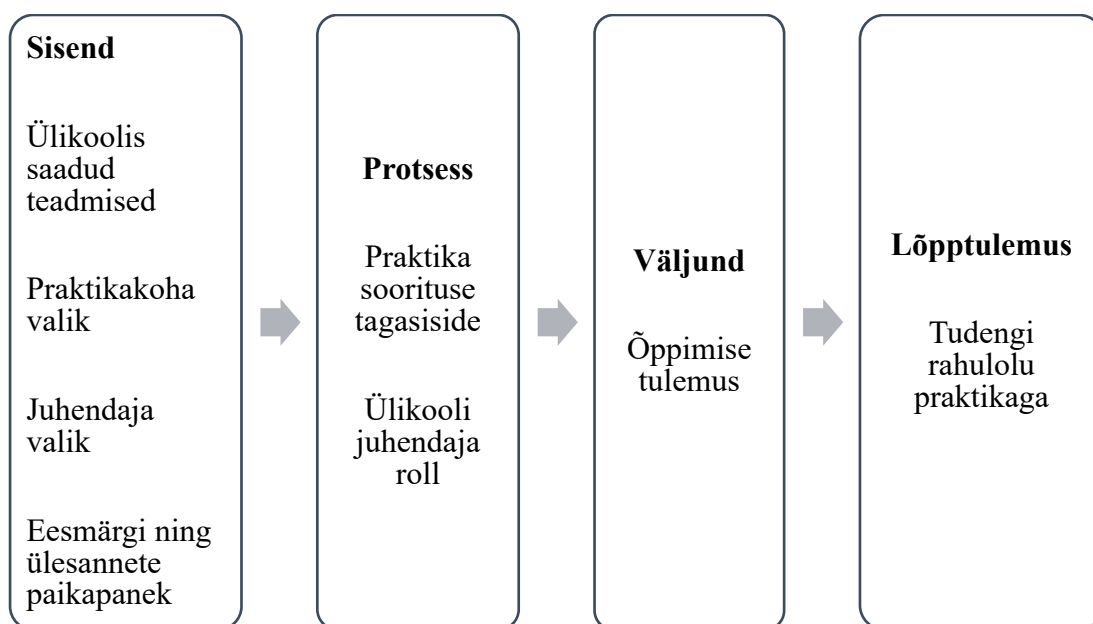 Sisend
Ülikoolis
saadud
teadmised
Praktikakoha
valik
Juhendaja
valik
Eesmärgi ning
ülesannete
paikapanek
Protsess
Praktika
soorituse
tagasiside
Ülikooli
juhendaja
roll
Väljund
Õppimise
tulemus
Lõpptulemus
Tudengi
rahulolu
praktikaga